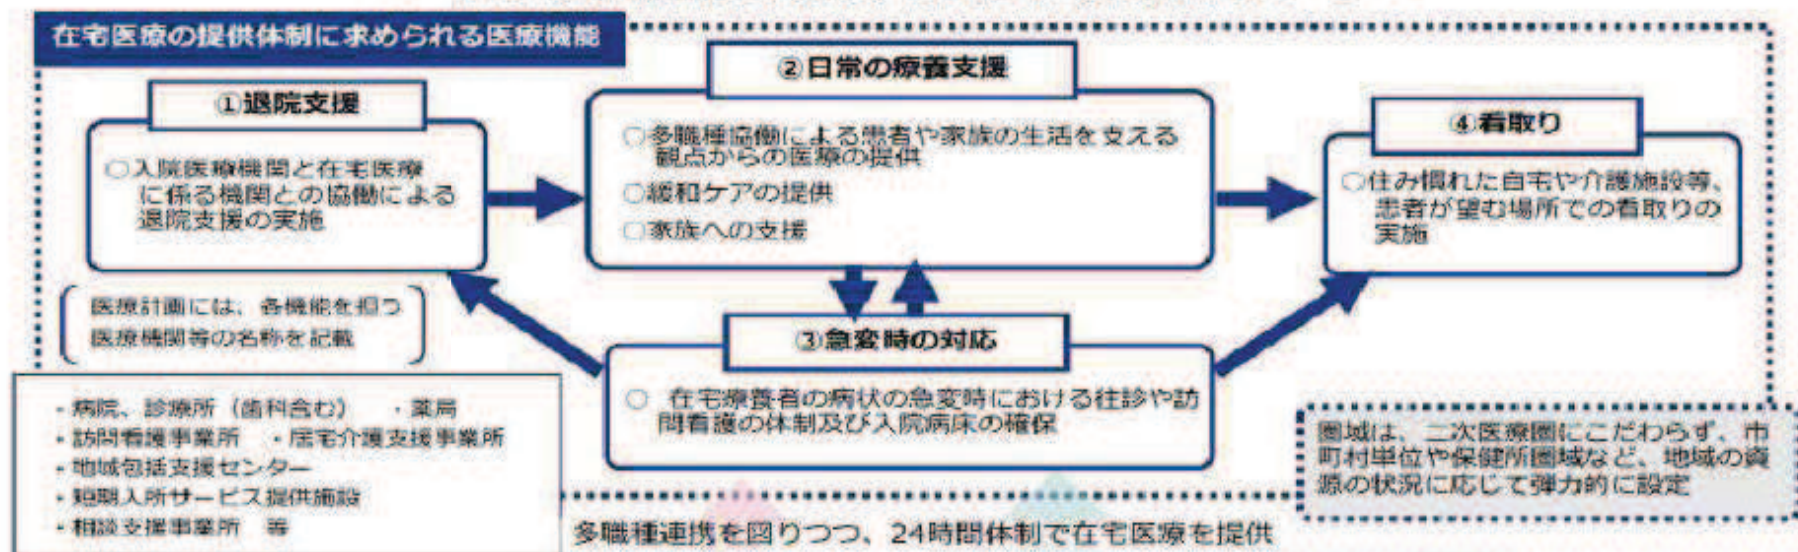 在宅医療の提供体制に求められる医療機能
①退院支援
○入院医療機関と在宅医療
に係る機関との協働による
退院支援の実施
②日常の療養支援
○多職種協働による患者や家族の生活を支える
観点からの医療の提供
○緩和ケアの提供
○家族への支援
④看取り
○住み慣れた自宅や介護施設等、
患者が望む場所での看取りの
実施
医療計画には、各機能を担う
医療機関等の名称を記載
③急変時の対応
○ 在宅療養者の病状の急変時における往診や訪
問看護の体制及び入院病床の確保
・病院、診療所（歯科含む） ・薬局
・訪問看護事業所 ・居宅介護支援事業所
・地域包括支援センター
・短期入所サービス提供施設
・相談支援事業所 等
圏域は、二次医療圏にこだわらず、市
町村単位や保健所圏域など、地域の資
源の状況に応じて弾力的に設定
多職種連携を図りつつ、24時間体制で在宅医療を提供